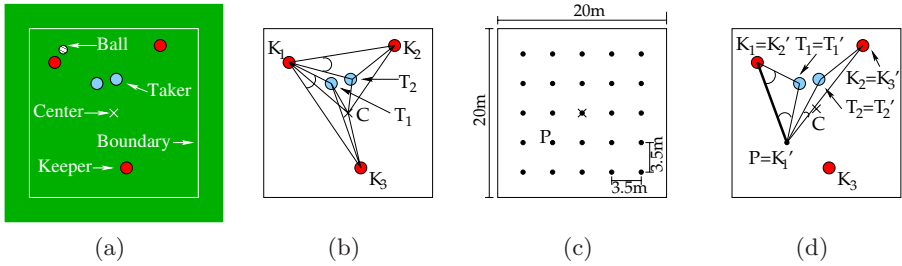 Ball
Taker
Center
Boundary
Keeper
(a)
K₁
K₂
T₂
T₁
C
K₃
(b)
20m
20m
P
3.5m
3.5m
(c)
K₁=K₂′ T₁=T₁′
K₂=K₃′
T₂=T₂′
C
P=K₁′
K₃
(d)